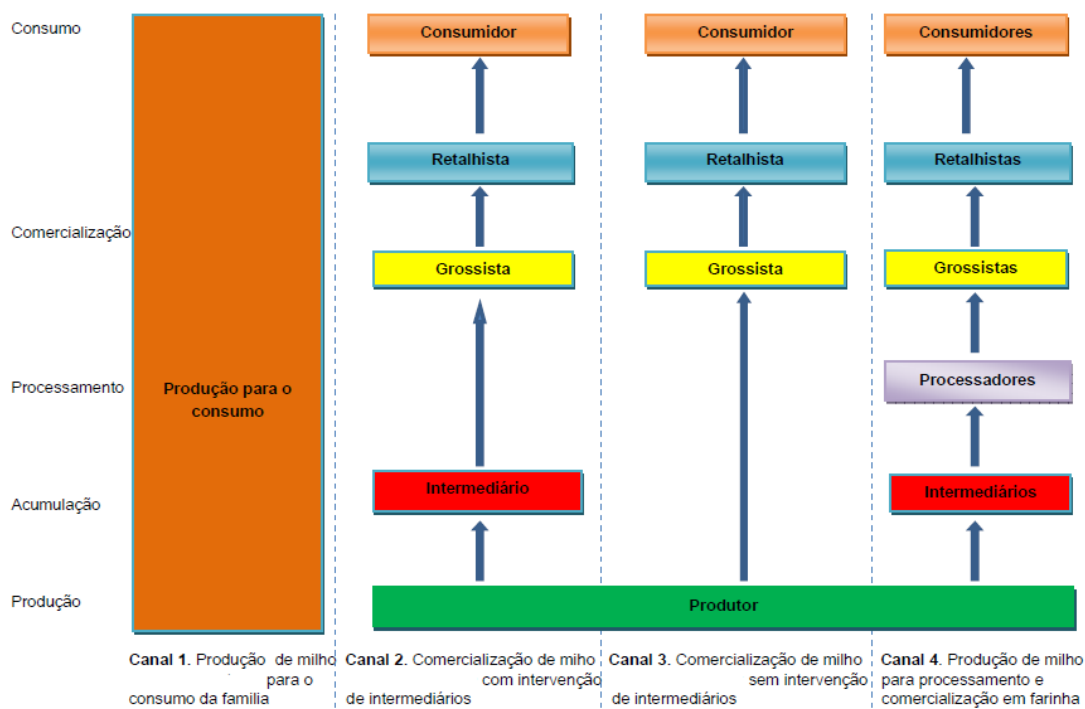 Consumo
Consumidor
Consumidor
Consumidores
Retalhista
Retalhista
Retalhistas
Comercialização
Grossista
Grossista
Grossistas
Processamento
Produção para o
consumo
Processadores
Acumulação
Intermediário
Intermediários
Produção
Produtor
Canal 1. Produção de milho
para o
consumo da familia
Canal 2. Comercialização de miho
com intervenção
de intermediários
Canal 3. Comercialização de milho
sem intervenção
de intermediários
Canal 4. Produção de milho
para processamento e
comercialização em farinha